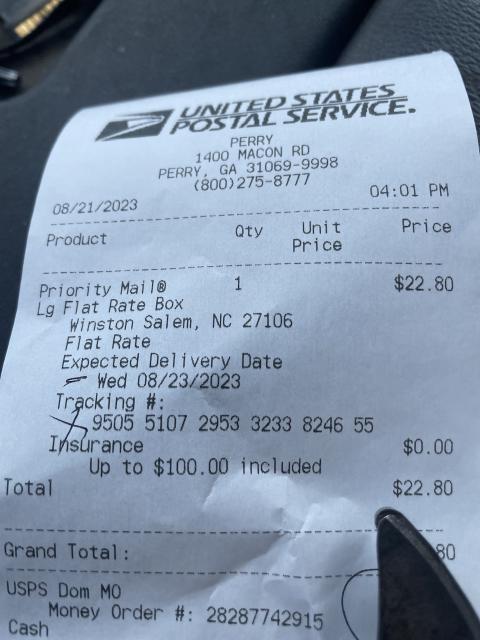 UNITED STATES
POSTAL SERVICE.
PERRY
1400 MACON RD
PERRY, GA 31069-9998
(800)275-8777
08/21/2023 04:01 PM
Product Qty Unit Price
Price
Priority Mail® 1 $22.80
Lg Flat Rate Box
Winston Salem, NC 27106
Flat Rate
Expected Delivery Date
Wed 08/23/2023
Tracking #:
9505 5107 2953 3233 8246 55
Insurance $0.00
Up to $100.00 included
Total $22.80
Grand Total: 80
USPS Dom MO
Money Order #: 28287742915
Cash